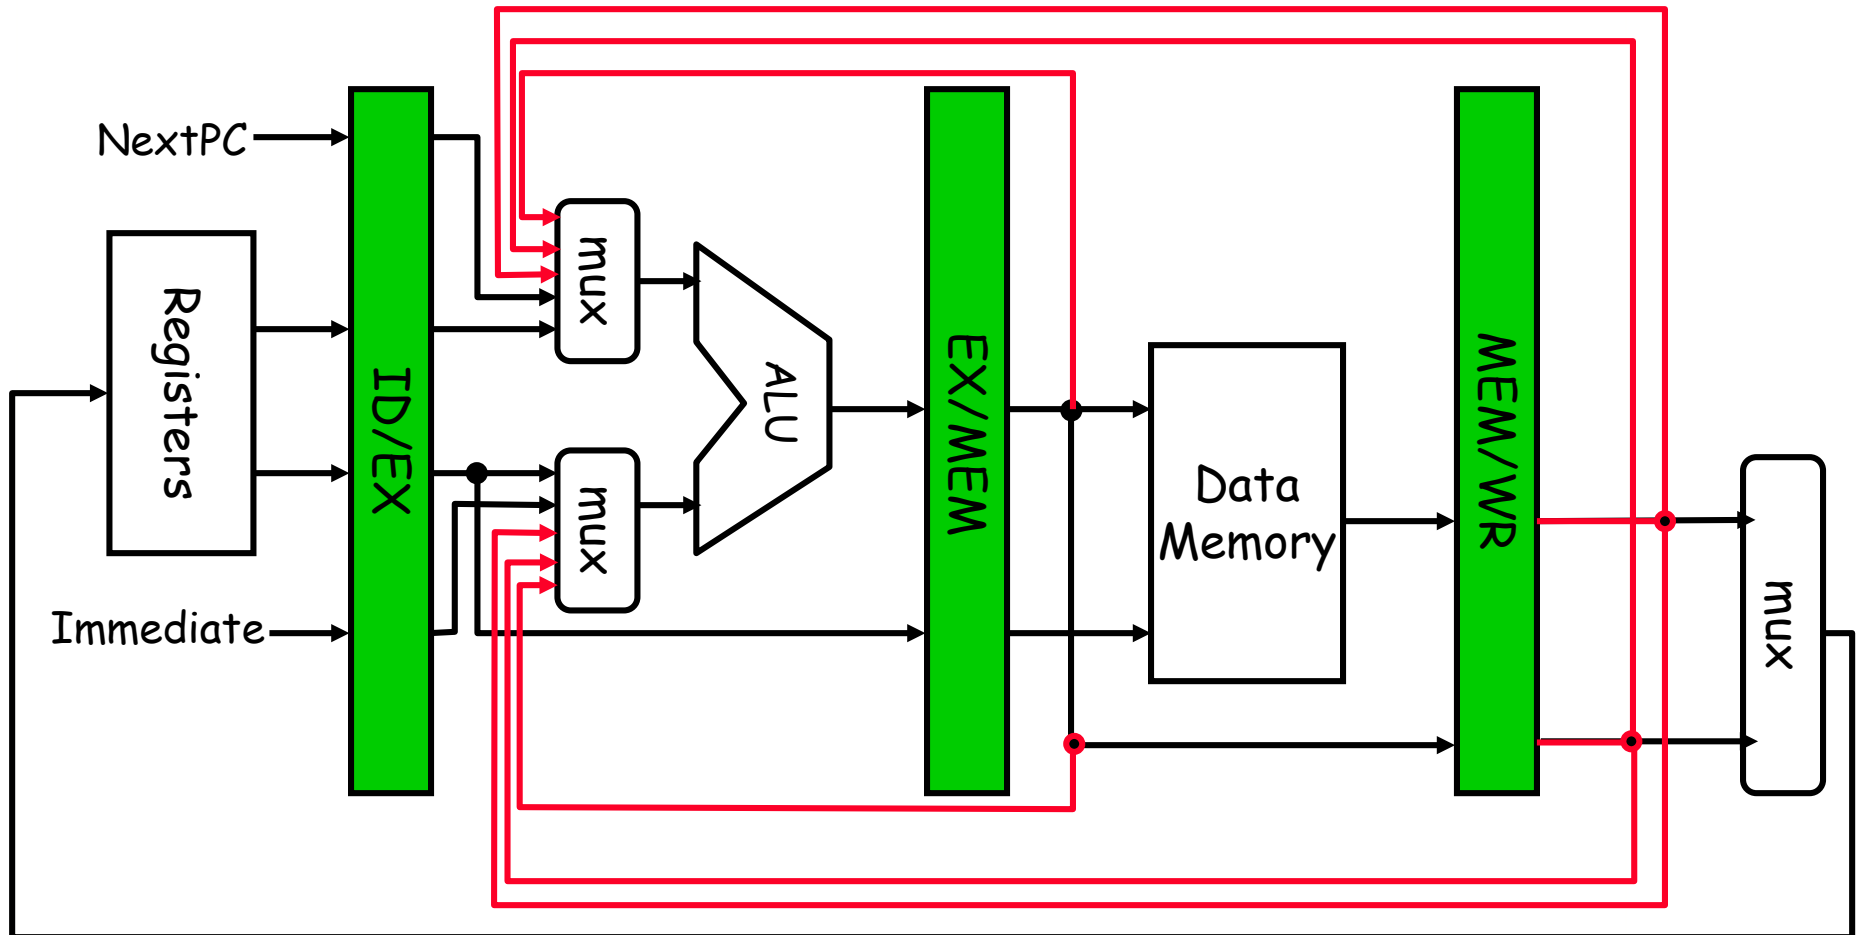 NextPC
Registers
Immediate
ID/EX
mux
mux
ALU
EX/MEM
Data
Memory
MEM/WR
mux